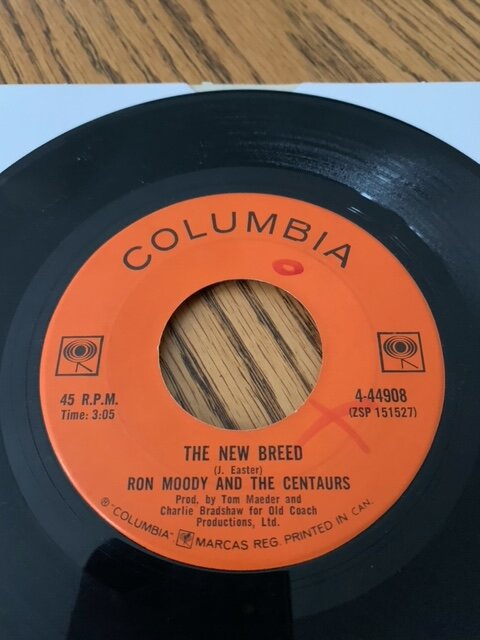 COLUMBIA
45 R.P.M.
Time: 3:05
4-44908
(ZSP 151527)
THE NEW BREED
(J. Easter)
RON MOODY AND THE CENTAURS
Prod. by Tom Maeder and
Charlie Bradshaw for Old Coach
Productions, Ltd.
® "COLUMBIA" MARCAS REG. PRINTED IN CAN.